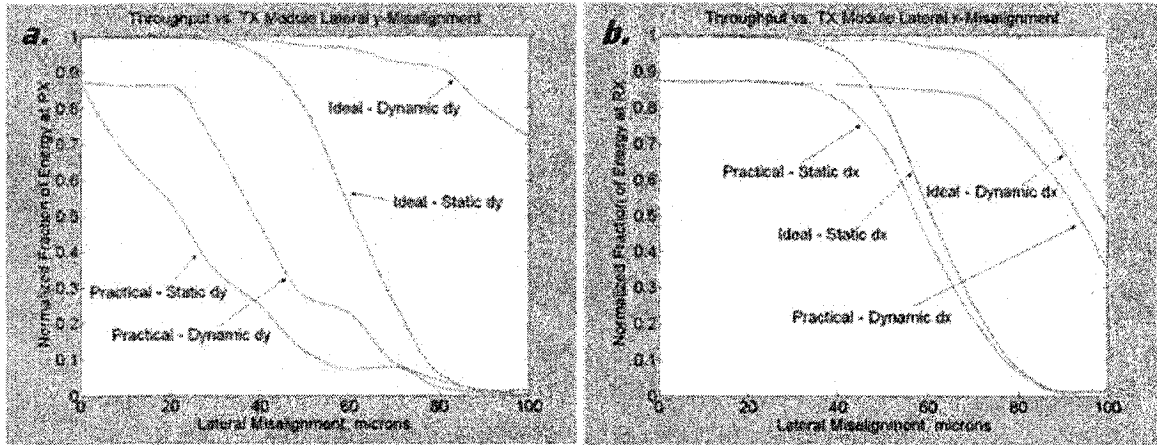 a.
Throughput vs. TX Module Lateral y-Misalignment
Normalized Fraction of Energy at RX
1
0.9
0.8
0.7
0.6
0.5
0.4
0.3
0.2
0.1
0
Ideal - Dynamic dy
Ideal - Static dy
Practical - Static dy
Practical - Dynamic dy
0 20 40 60 80 100
Lateral Misalignment, microns
b.
Throughput vs. TX Module Lateral x-Misalignment
Normalized Fraction of Energy at RX
1
0.9
0.8
0.7
0.6
0.5
0.4
0.3
0.2
0.1
0
Practical - Static dx
Ideal - Dynamic dx
Ideal - Static dx
Practical - Dynamic dx
0 20 40 60 80 100
Lateral Misalignment, microns